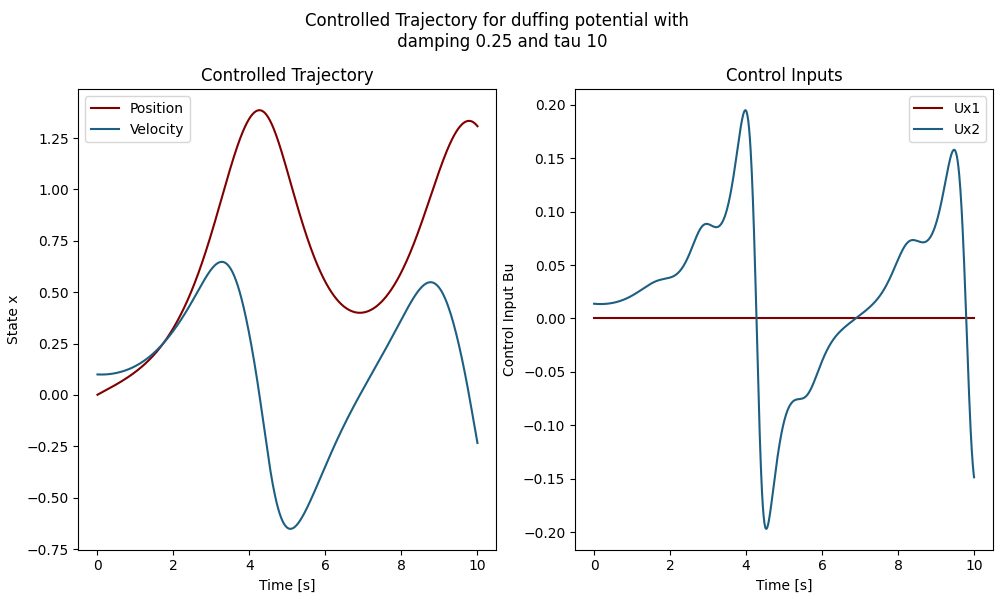 Controlled Trajectory for duffing potential with
damping 0.25 and tau 10
Controlled Trajectory
Position
Velocity
1.25
1.00
0.75
0.50
0.25
0.00
−0.25
−0.50
−0.75
State x
0 2 4 6 8 10
Time [s]
Control Inputs
Ux1
Ux2
0.20
0.15
0.10
0.05
0.00
−0.05
−0.10
−0.15
−0.20
Control Input Bu
0 2 4 6 8 10
Time [s]